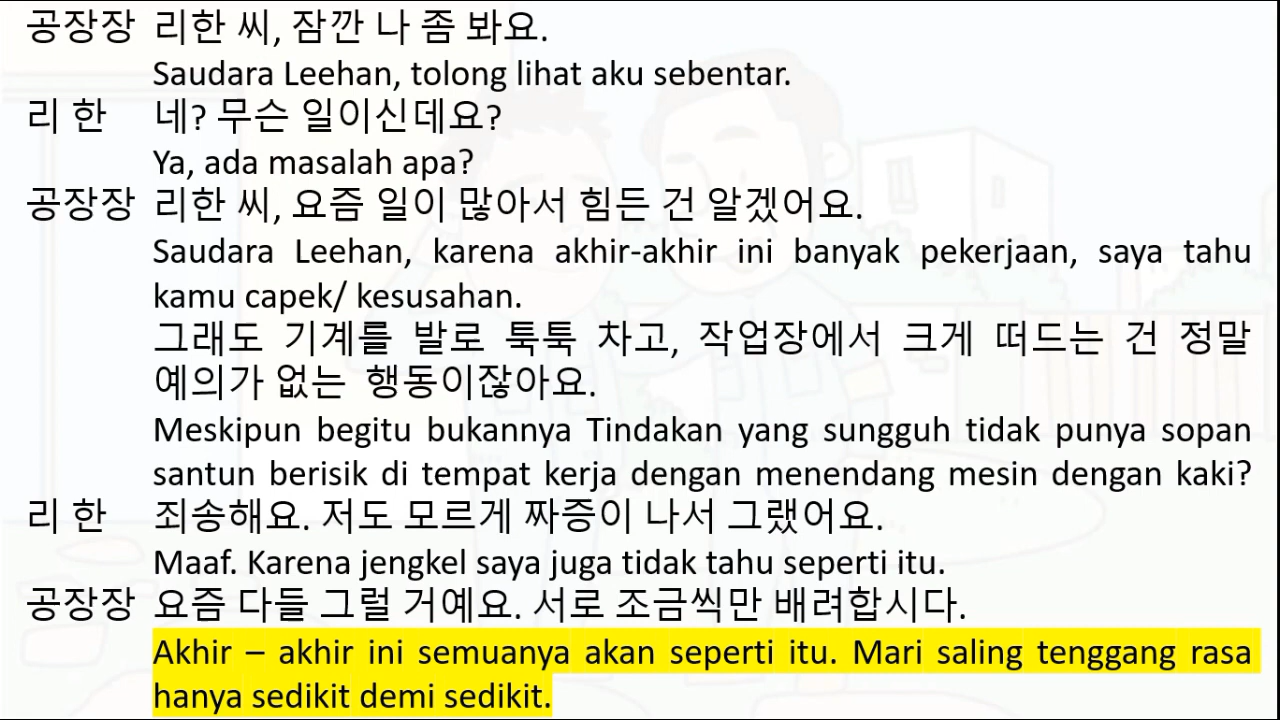 공장장 리한 씨, 잠깐 나 좀 봐요.
Saudara Leehan, tolong lihat aku sebentar.
리 한 네? 무슨 일이신데요?
Ya, ada masalah apa?
공장장 리한 씨, 요즘 일이 많아서 힘든 건 알겠어요.
Saudara Leehan, karena akhir-akhir ini banyak pekerjaan, saya tahu
kamu capek/ kesusahan.
그래도 기계를 발로 툭툭 차고, 작업장에서 크게 떠드는 건 정말
예의가 없는 행동이잖아요.
Meskipun begitu bukannya Tindakan yang sungguh tidak punya sopan
santun berisik di tempat kerja dengan menendang mesin dengan kaki?
리 한 죄송해요. 저도 모르게 짜증이 나서 그랬어요.
Maaf. Karena jengkel saya juga tidak tahu seperti itu.
공장장 요즘 다들 그럴 거예요. 서로 조금씩만 배려합시다.
Akhir – akhir ini semuanya akan seperti itu. Mari saling tenggang rasa
hanya sedikit demi sedikit.